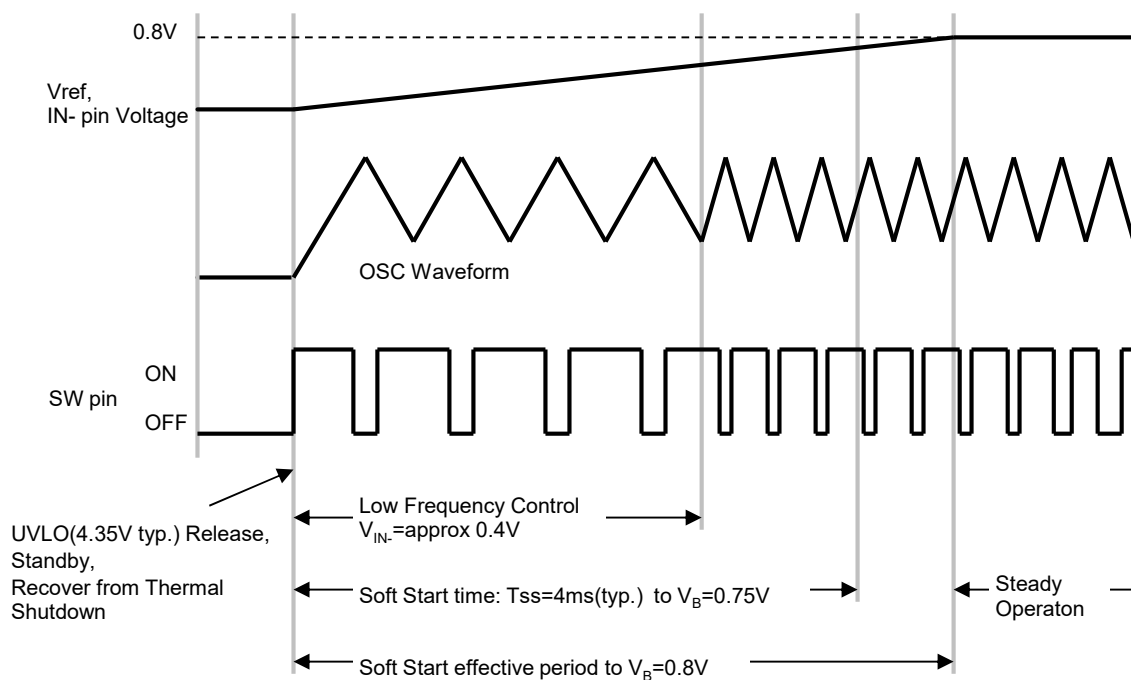 0.8V
Vref,
IN- pin Voltage
OSC Waveform
ON
SW pin
OFF
UVLO(4.35V typ.) Release,
Standby,
Recover from Thermal
Shutdown
Low Frequency Control
VIN-=approx 0.4V
Soft Start time: Tss=4ms(typ.) to VB=0.75V
Steady
Operaton
Soft Start effective period to VB=0.8V